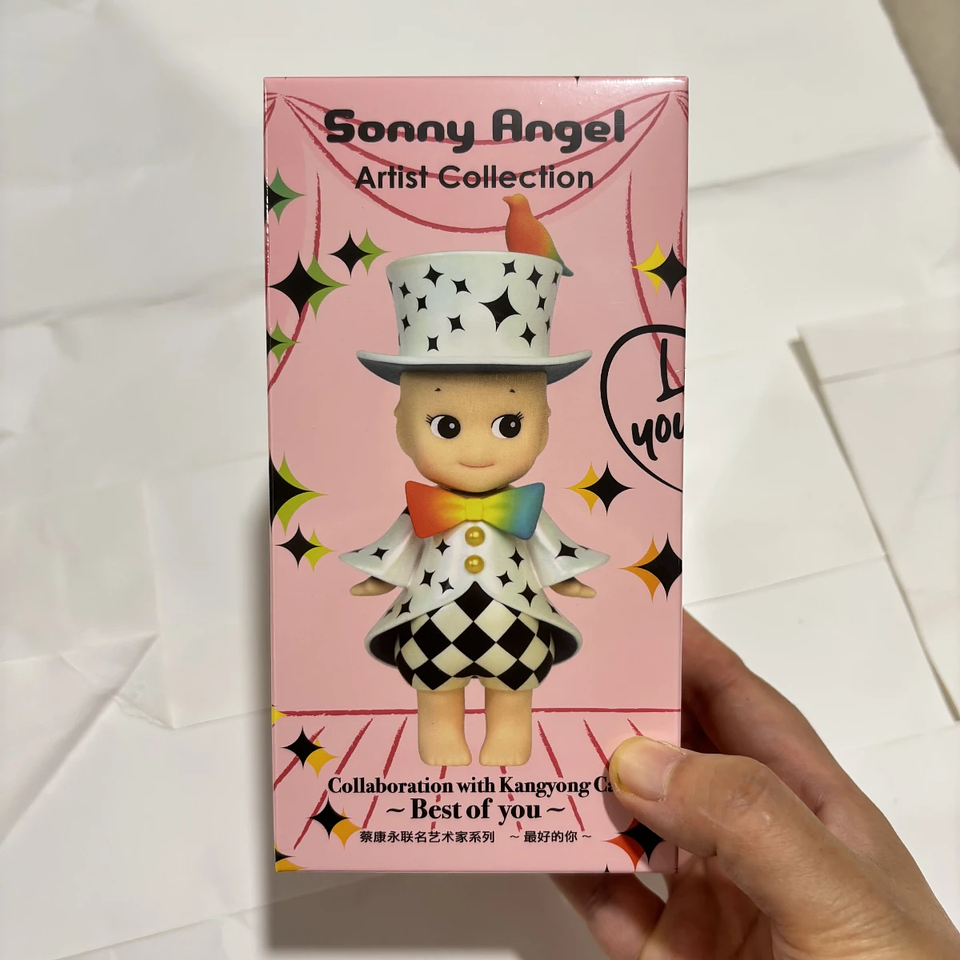 Sonny Angel
Artist Collection
I
you
Collaboration with Kangyong
~ Best of you ~
蔡康永联名艺术家系列 ~ 最好的你 ~